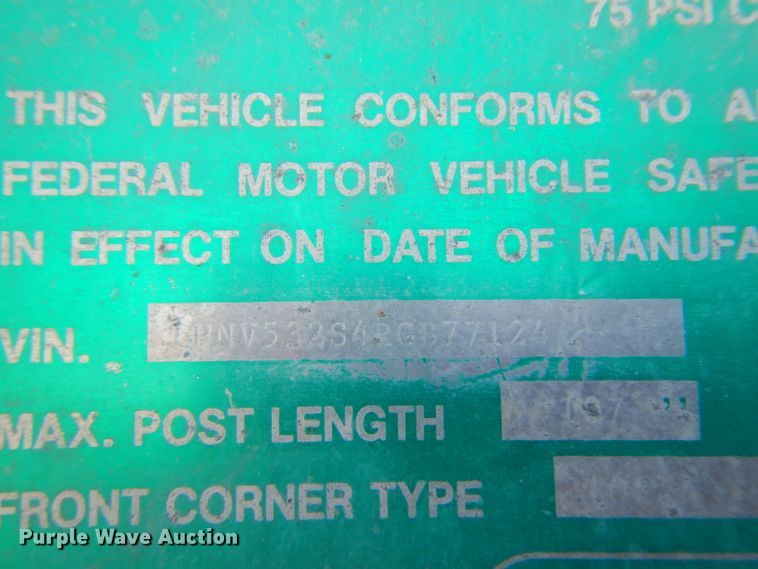 75 PSI C
THIS VEHICLE CONFORMS TO A
FEDERAL MOTOR VEHICLE SAFE
IN EFFECT ON DATE OF MANUFA
VIN.
MAX. POST LENGTH 107 ”
FRONT CORNER TYPE
Purple Wave Auction